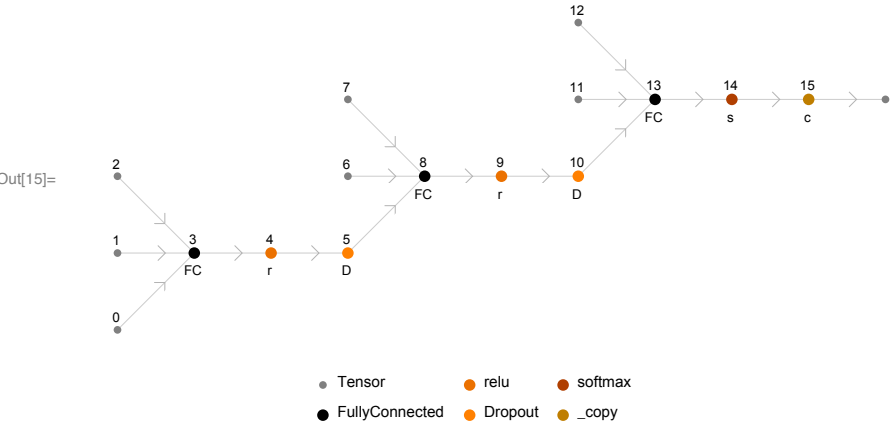 12
7 11 13 14 15
FC s c
Out[15]=
2 6 8 9 10
FC r D
1 3 4 5
FC r D
0
Tensor relu softmax
FullyConnected Dropout _copy